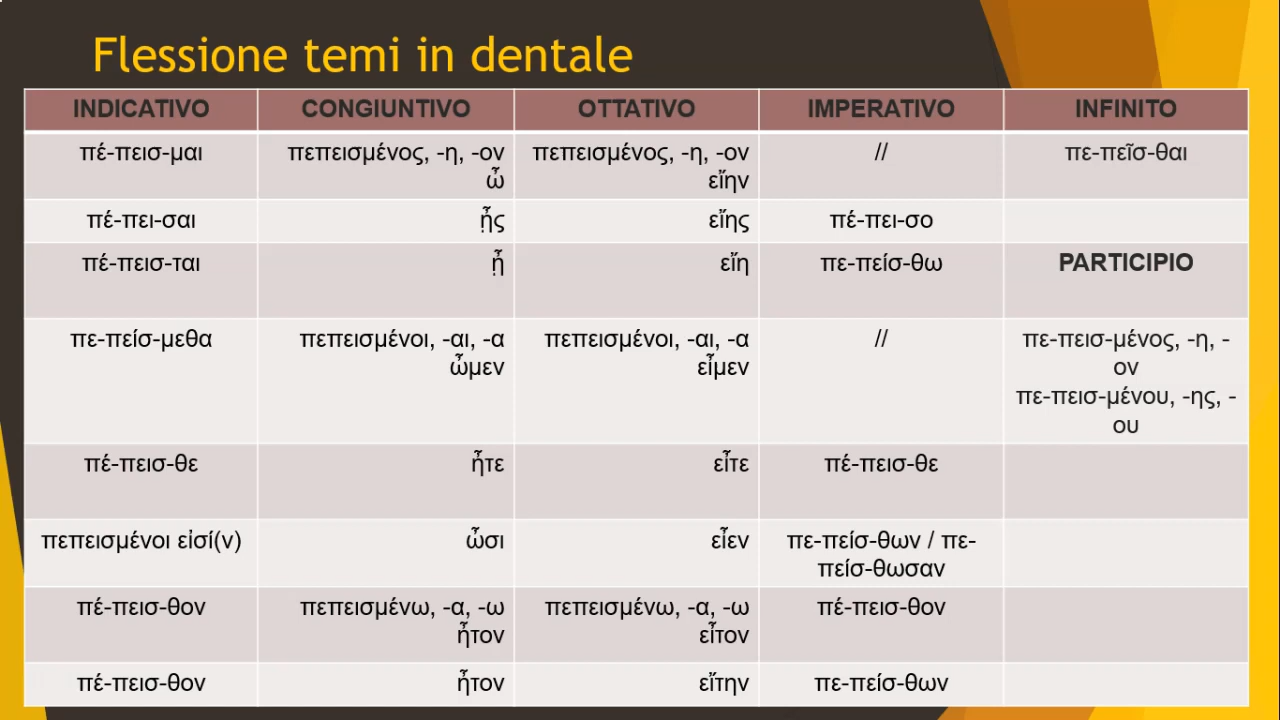 Flessione temi in dentale
INDICATIVO CONGIUNTIVO OTTATIVO IMPERATIVO INFINITO
πέ-πεισ-μαι πεπεισμένος, -η, -ον πεπεισμένος, -η, -ον // πε-πεῖσ-θαι
ὦ εἴην
πέ-πει-σαι ᾖς εἴης πέ-πει-σο
πέ-πεισ-ται ᾖ εἴη πε-πείσ-θω PARTICIPIO
πε-πείσ-μεθα πεπεισμένοι, -αι, -α πεπεισμένοι, -αι, -α // πε-πεισ-μένος, -η, -
ὦμεν εἶμεν ον
πε-πεισ-μένου, -ης, -
ου
πέ-πεισ-θε ἦτε εἶτε πέ-πεισ-θε
πεπεισμένοι εἰσί(ν) ὦσι εἶεν πε-πείσ-θων / πε-
πείσ-θωσαν
πέ-πεισ-θον πεπεισμένω, -α, -ω πεπεισμένω, -α, -ω πέ-πεισ-θον
ἦτον εἶτον
πέ-πεισ-θον ἦτον εἴτην πε-πείσ-θων